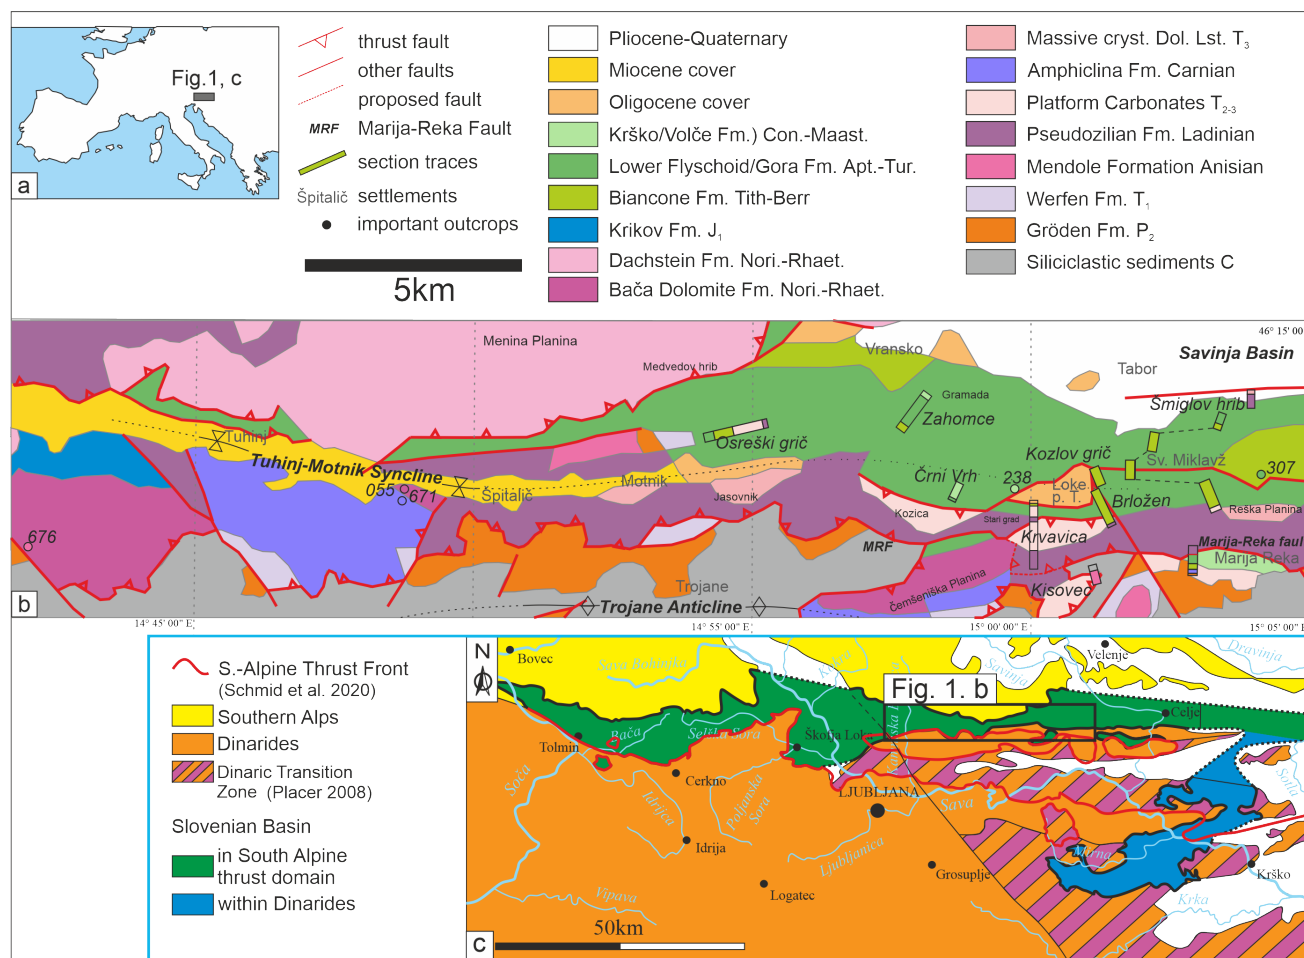 Fig.1, c
a
thrust fault
other faults
proposed fault
MRF Marija-Reka Fault
section traces
Špitalič settlements
important outcrops
5km
Pliocene-Quaternary
Miocene cover
Oligocene cover
Krško/Volče Fm.) Con.-Maast.
Lower Flyschoid/Gora Fm. Apt.-Tur.
Biancone Fm. Tith-Berr
Krikov Fm. J1
Dachstein Fm. Nori.-Rhaet.
Bača Dolomite Fm. Nori.-Rhaet.
Massive cryst. Dol. Lst. T3
Amphiclina Fm. Carnian
Platform Carbonates T2-3
Pseudozilian Fm. Ladinian
Mendole Formation Anisian
Werfen Fm. T1
Gröden Fm. P2
Siliciclastic sediments C
46° 15' 00
Menina Planina
Vransko
Savinja Basin
Medvedov hrib
Tabor
Gramada
Šmiglov hrib
Zahomce
Tuhinj
Osreški grič
Kozlov grič
Sv. Miklavž
Tuhinj-Motnik Syncline
307
055
671
Špitalič
Motnik
Črni Vrh
238
Loke
p. T.
Jasovnik
Brložen
Kozica
Stari grad
Reška Planina
676
Krvavica
MRF
Marija-Reka faul
Marija Reka
Trojane
Čemšeniška Planina
Kisovec
b
Trojane Anticline
14° 45' 00" E
14° 55' 00" E
15° 00' 00" E
15° 05' 00" E
S.-Alpine Thrust Front
(Schmid et al. 2020)
Southern Alps
Dinarides
Dinaric Transition
Zone (Placer 2008)
Slovenian Basin
in South Alpine
thrust domain
within Dinarides
N
Bovec
Sava Bohinjka
Kokra
Savinja
Velenje
Dravinja
Fig. 1. b
Celje
Tolmin
Bača
Selška Sora
Škofja Loka
Soča
Cerkno
LJUBLJANA
Sava
Sotla
Idrijca
Poljanska
Sora
Idrija
Ljubljanica
Mirna
Grosuplje
Krško
Vipava
Logatec
Krka
50km
c